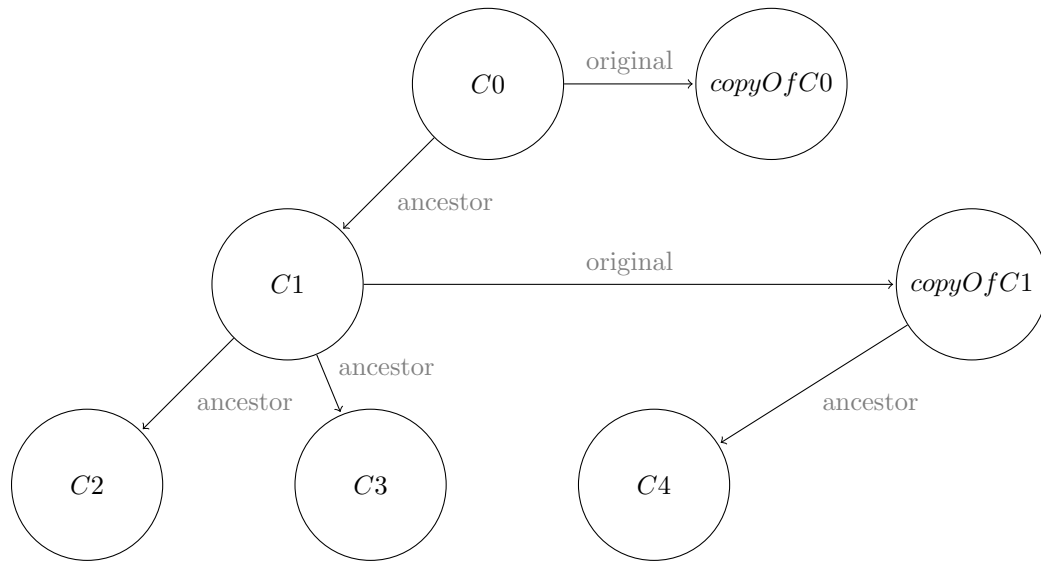 C0
original
copyOfC0
ancestor
C1
original
copyOfC1
ancestor
ancestor
ancestor
C2
C3
C4